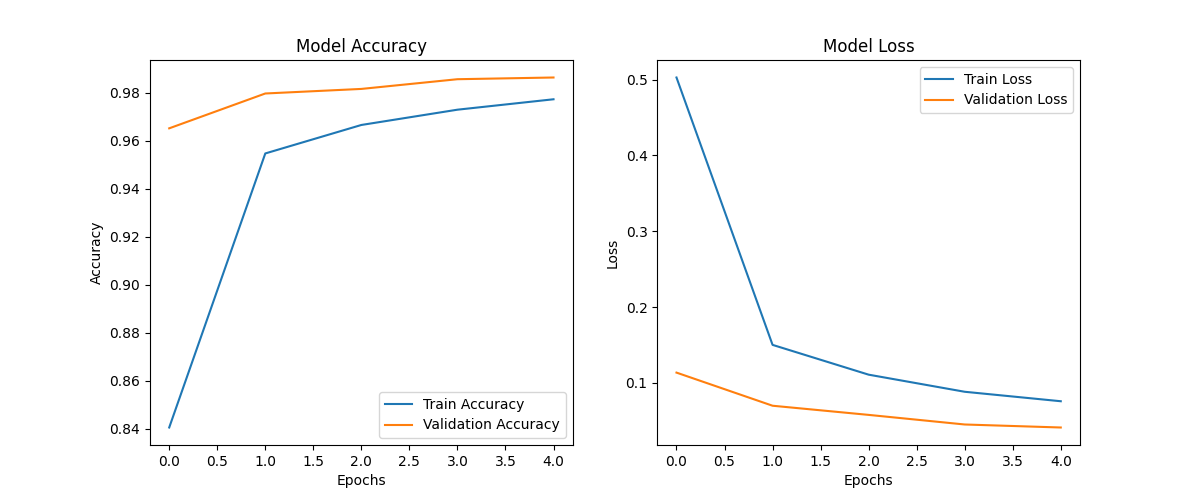 Model Accuracy
Accuracy
0.98
0.96
0.94
0.92
0.90
0.88
0.86
0.84
0.0 0.5 1.0 1.5 2.0 2.5 3.0 3.5 4.0
Epochs
Train Accuracy
Validation Accuracy
Model Loss
Loss
0.5
0.4
0.3
0.2
0.1
0.0 0.5 1.0 1.5 2.0 2.5 3.0 3.5 4.0
Epochs
Train Loss
Validation Loss